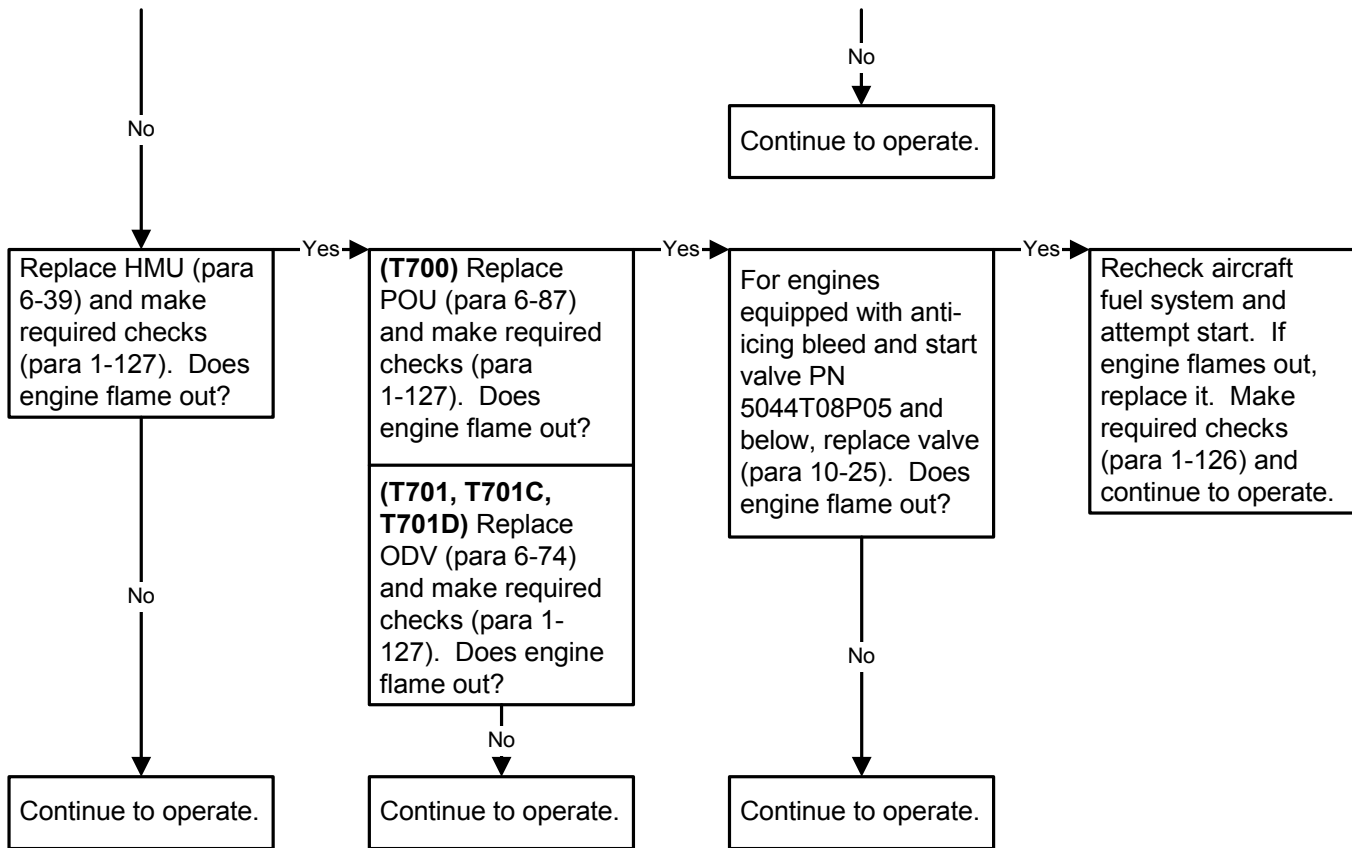 No
No
Continue to operate.
Replace HMU (para
6-39) and make
required checks
(para 1-127).  Does
engine flame out?
Yes
(T700) Replace
POU (para 6-87)
and make required
checks (para
1-127).  Does
engine flame out?
(T701, T701C,
T701D) Replace
ODV (para 6-74)
and make required
checks (para 1-
127).  Does engine
flame out?
Yes
For engines
equipped with anti-
icing bleed and start
valve PN
5044T08P05 and
below, replace valve
(para 10-25).  Does
engine flame out?
Yes
Recheck aircraft
fuel system and
attempt start.  If
engine flames out,
replace it.  Make
required checks
(para 1-126) and
continue to operate.
No
No
No
Continue to operate.
Continue to operate.
Continue to operate.